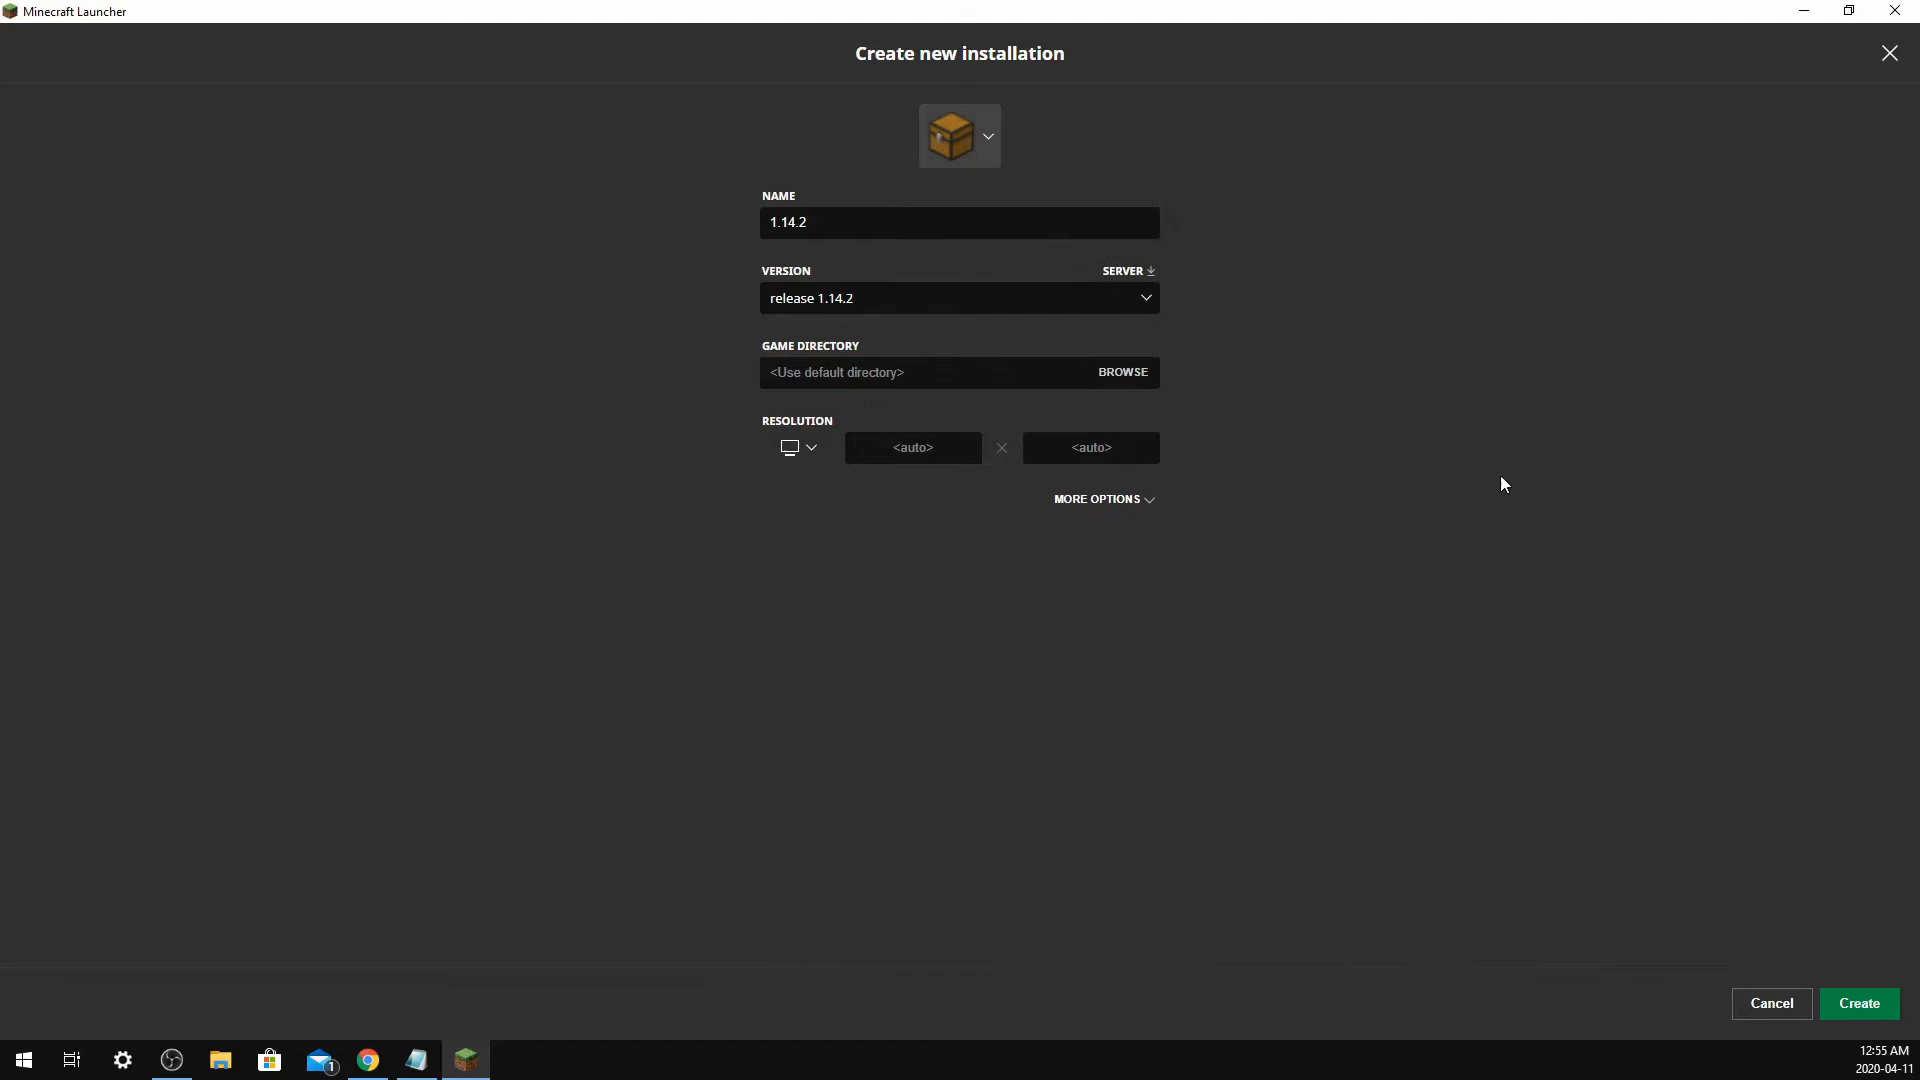 Minecraft Launcher
Create new installation
NAME
1.14.2
VERSION SERVER
release 1.14.2
GAME DIRECTORY
<Use default directory> BROWSE
RESOLUTION
<auto> <auto>
MORE OPTIONS
Cancel Create
1
12:55 AM
2020-04-11